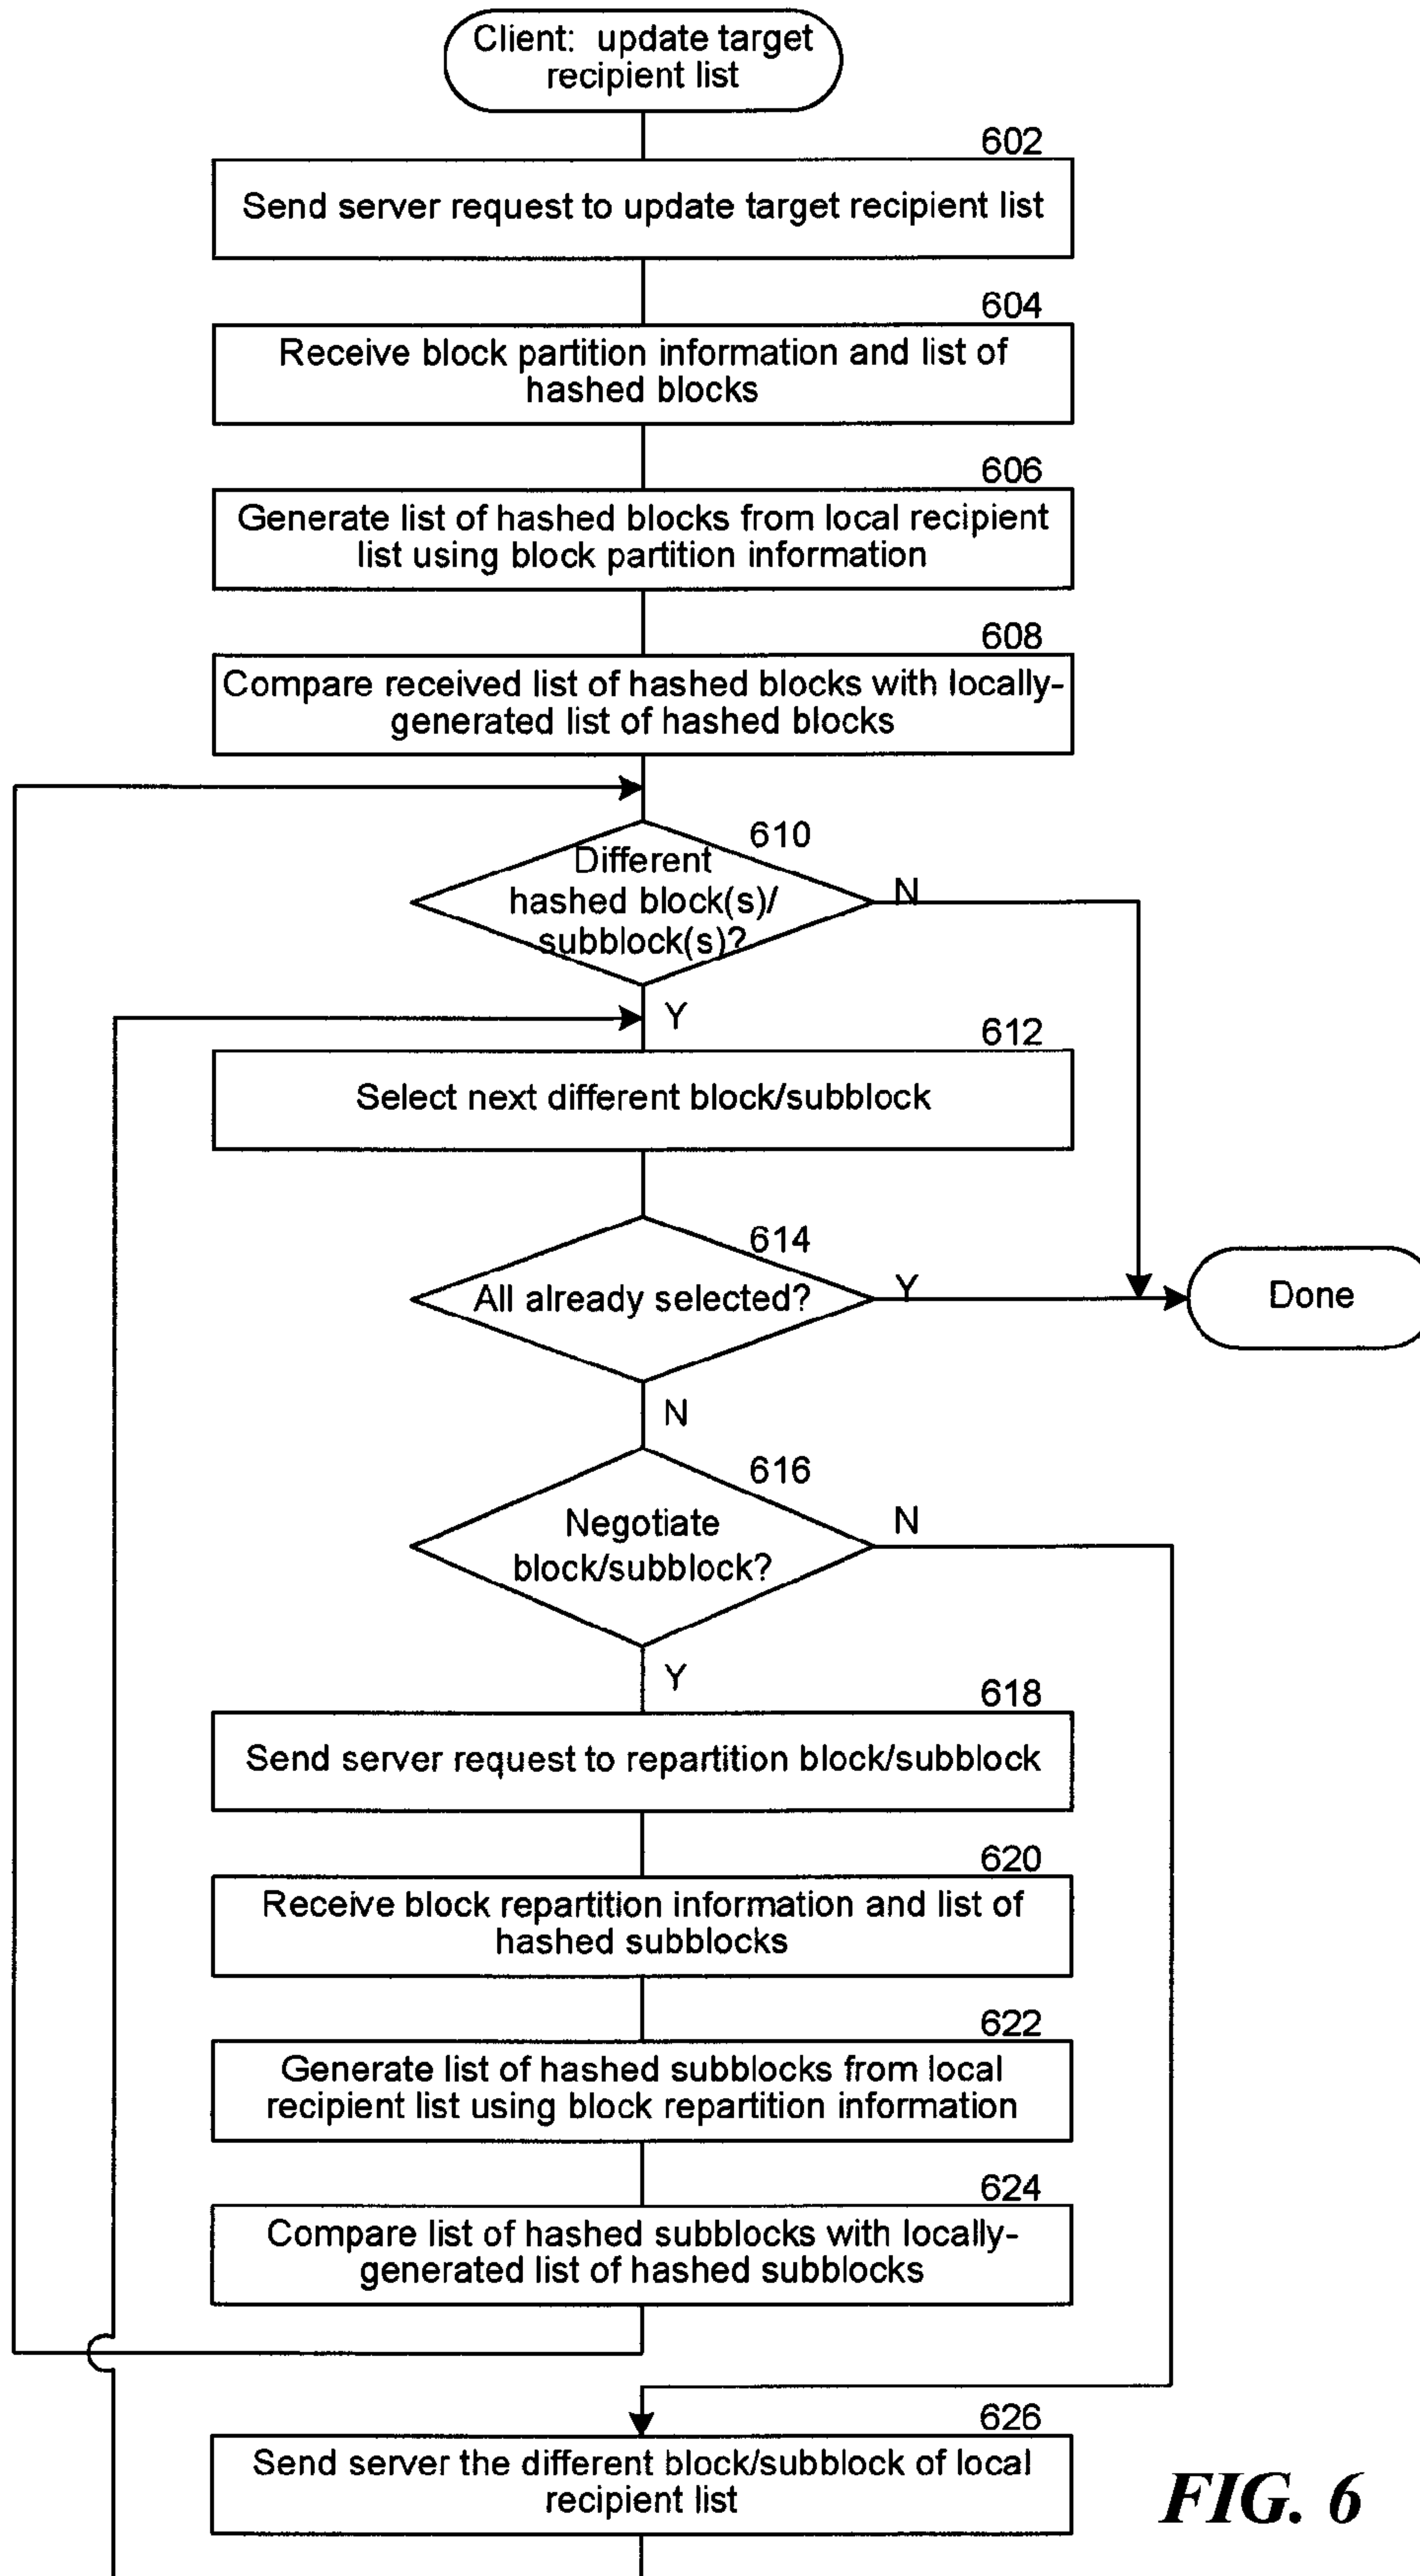 Client: update target
recipient list
602
Send server request to update target recipient list
604
Receive block partition information and list of
hashed blocks
606
Generate list of hashed blocks from local recipient
list using block partition information
608
Compare received list of hashed blocks with locally-
generated list of hashed blocks
610
Different
hashed block(s)/
subblock(s)?
N
Y
612
Select next different block/subblock
614
All already selected?
Y
Done
N
616
Negotiate
block/subblock?
N
Y
618
Send server request to repartition block/subblock
620
Receive block repartition information and list of
hashed subblocks
622
Generate list of hashed subblocks from local
recipient list using block repartition information
624
Compare list of hashed subblocks with locally-
generated list of hashed subblocks
626
Send server the different block/subblock of local
recipient list
FIG. 6